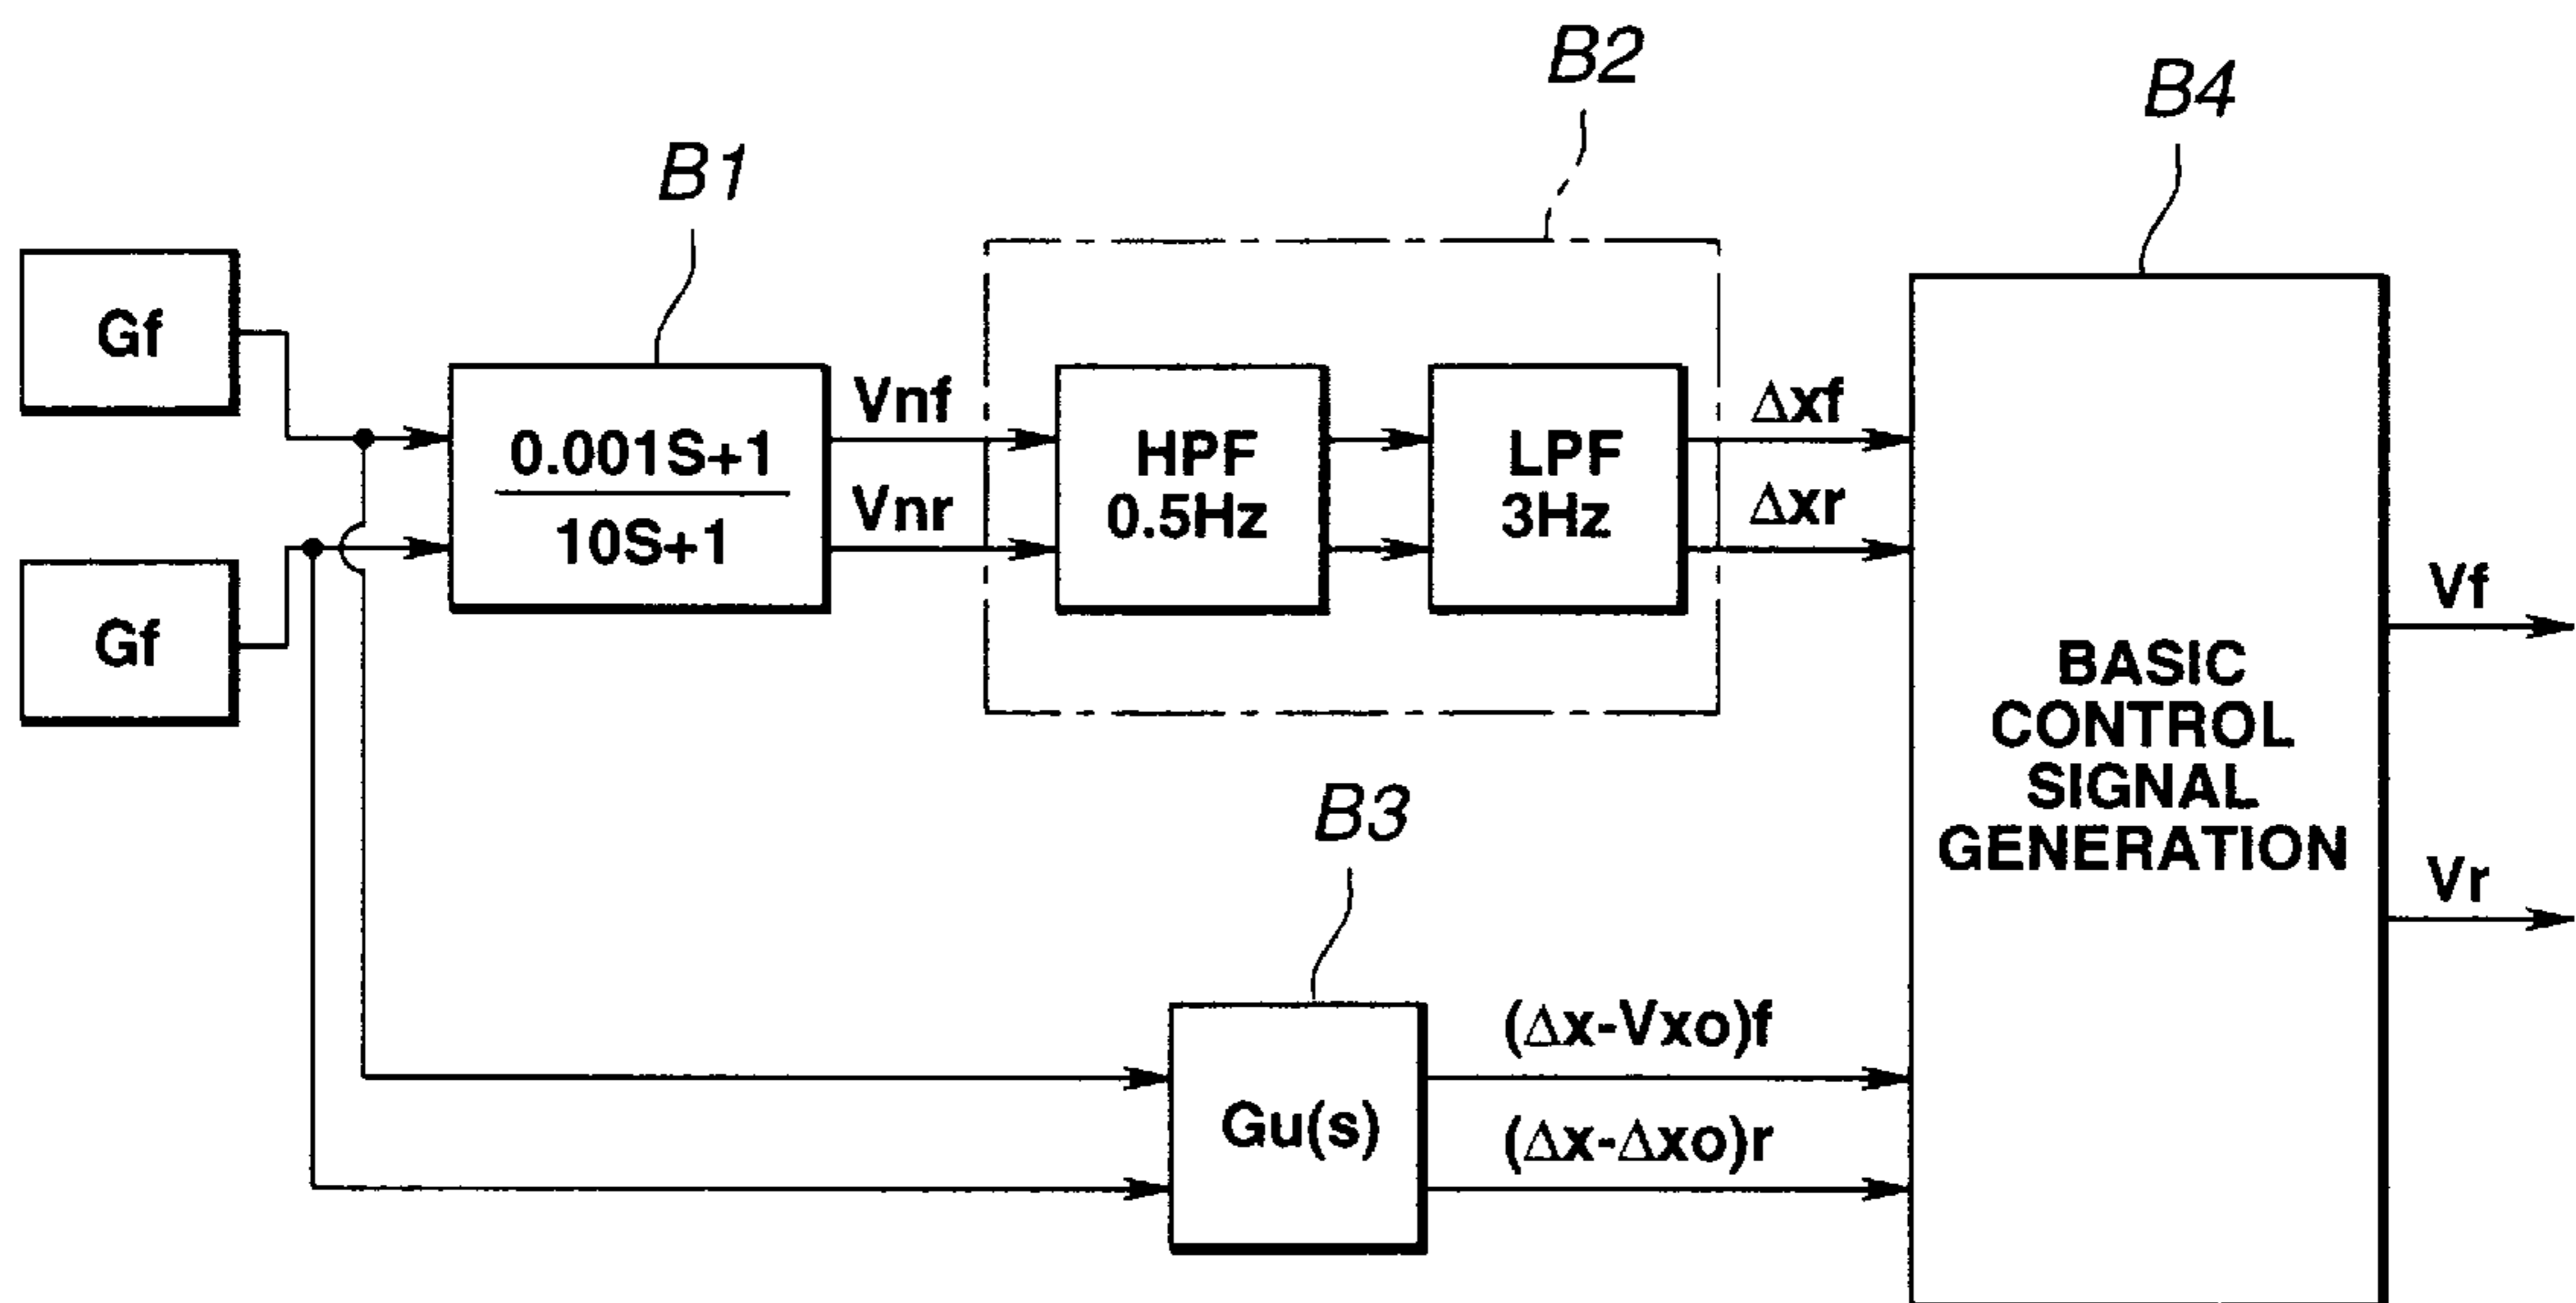 B2
B4
B1
Gf
Gf
0.001S+1
10S+1
Vnf
Vnr
HPF
0.5Hz
LPF
3Hz
Δxf
Δxr
BASIC
CONTROL
SIGNAL
GENERATION
Vf
Vr
B3
Gu(s)
(Δx-Vxo)f
(Δx-Δxo)r